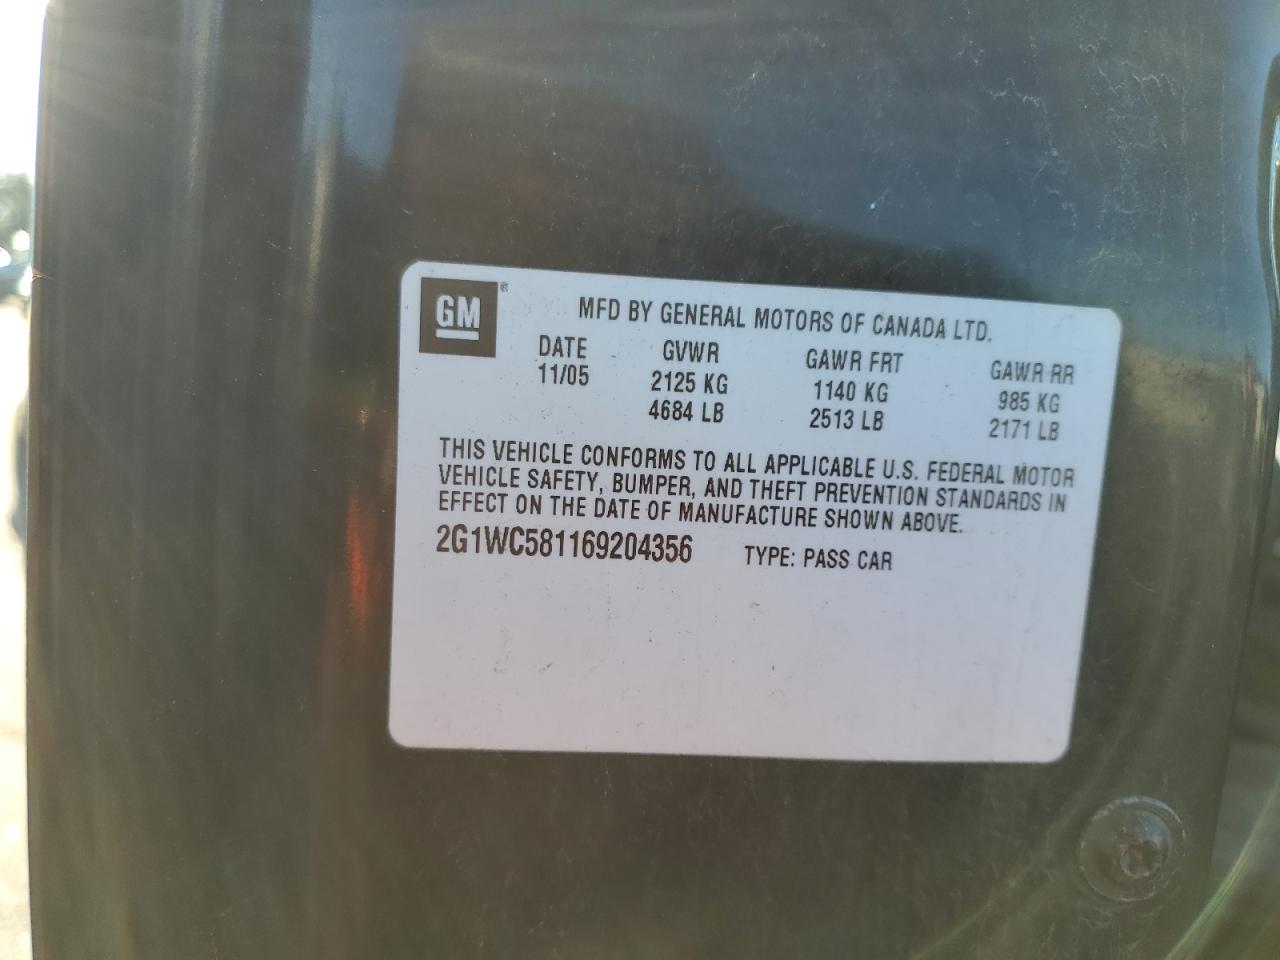 GM®
MFD BY GENERAL MOTORS OF CANADA LTD.
DATE GVWR GAWR FRT GAWR RR
11/05 2125 KG 1140 KG 985 KG
4684 LB 2513 LB 2171 LB
THIS VEHICLE CONFORMS TO ALL APPLICABLE U.S. FEDERAL MOTOR
VEHICLE SAFETY, BUMPER, AND THEFT PREVENTION STANDARDS IN
EFFECT ON THE DATE OF MANUFACTURE SHOWN ABOVE.
2G1WC581169204356 TYPE: PASS CAR